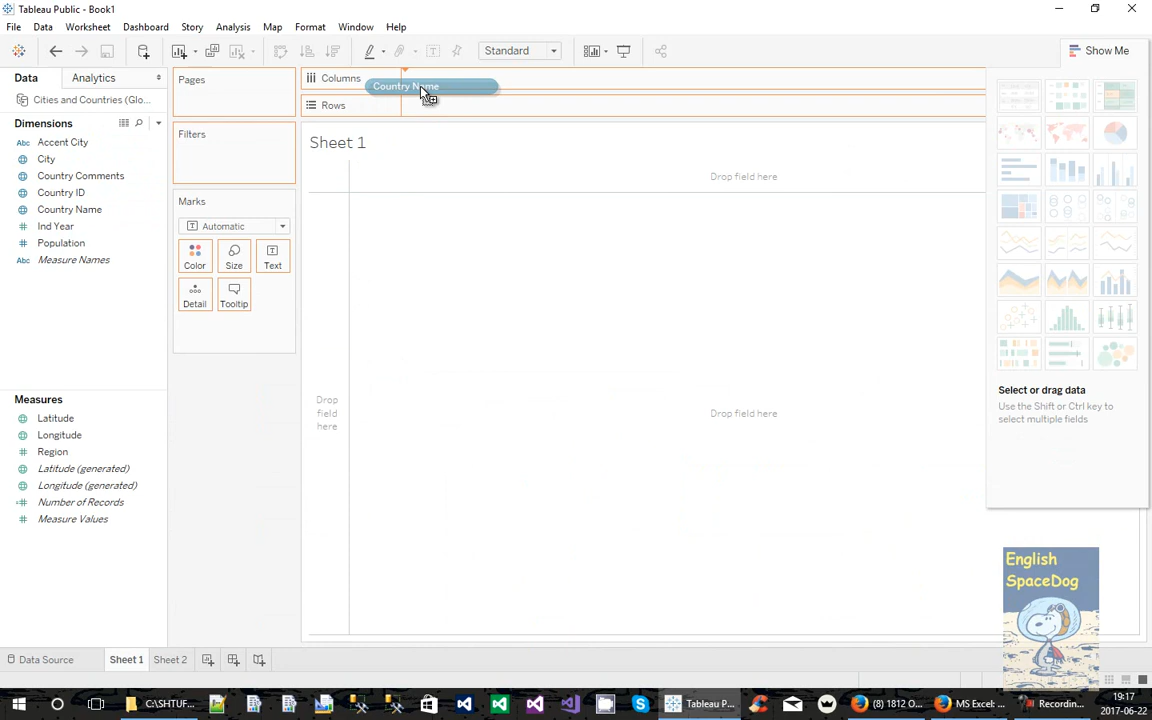 Tableau Public - Book1
File Data Worksheet Dashboard Story Analysis Map Format Window Help
Standard
Show Me
Data Analytics
Pages
Columns
Country Name
Cities and Countries (Glo...
Rows
Dimensions
Filters
Abc Accent City
Sheet 1
City
Country Comments
Drop field here
Country ID
Marks
Country Name
Ind Year
Automatic
Population
Abc Measure Names
Color Size Text
Detail Tooltip
Select or drag data
Use the Shift or Ctrl key to
select multiple fields
Measures
Drop
field
here
Drop field here
Latitude
Longitude
Region
Latitude (generated)
Longitude (generated)
Number of Records
Measure Values
English
SpaceDog
Data Source Sheet 1 Sheet 2
C:\SHTUF...
Tableau P...
(8) 1812 O...
MS Excel: ...
Recordin...
19:17
2017-06-22